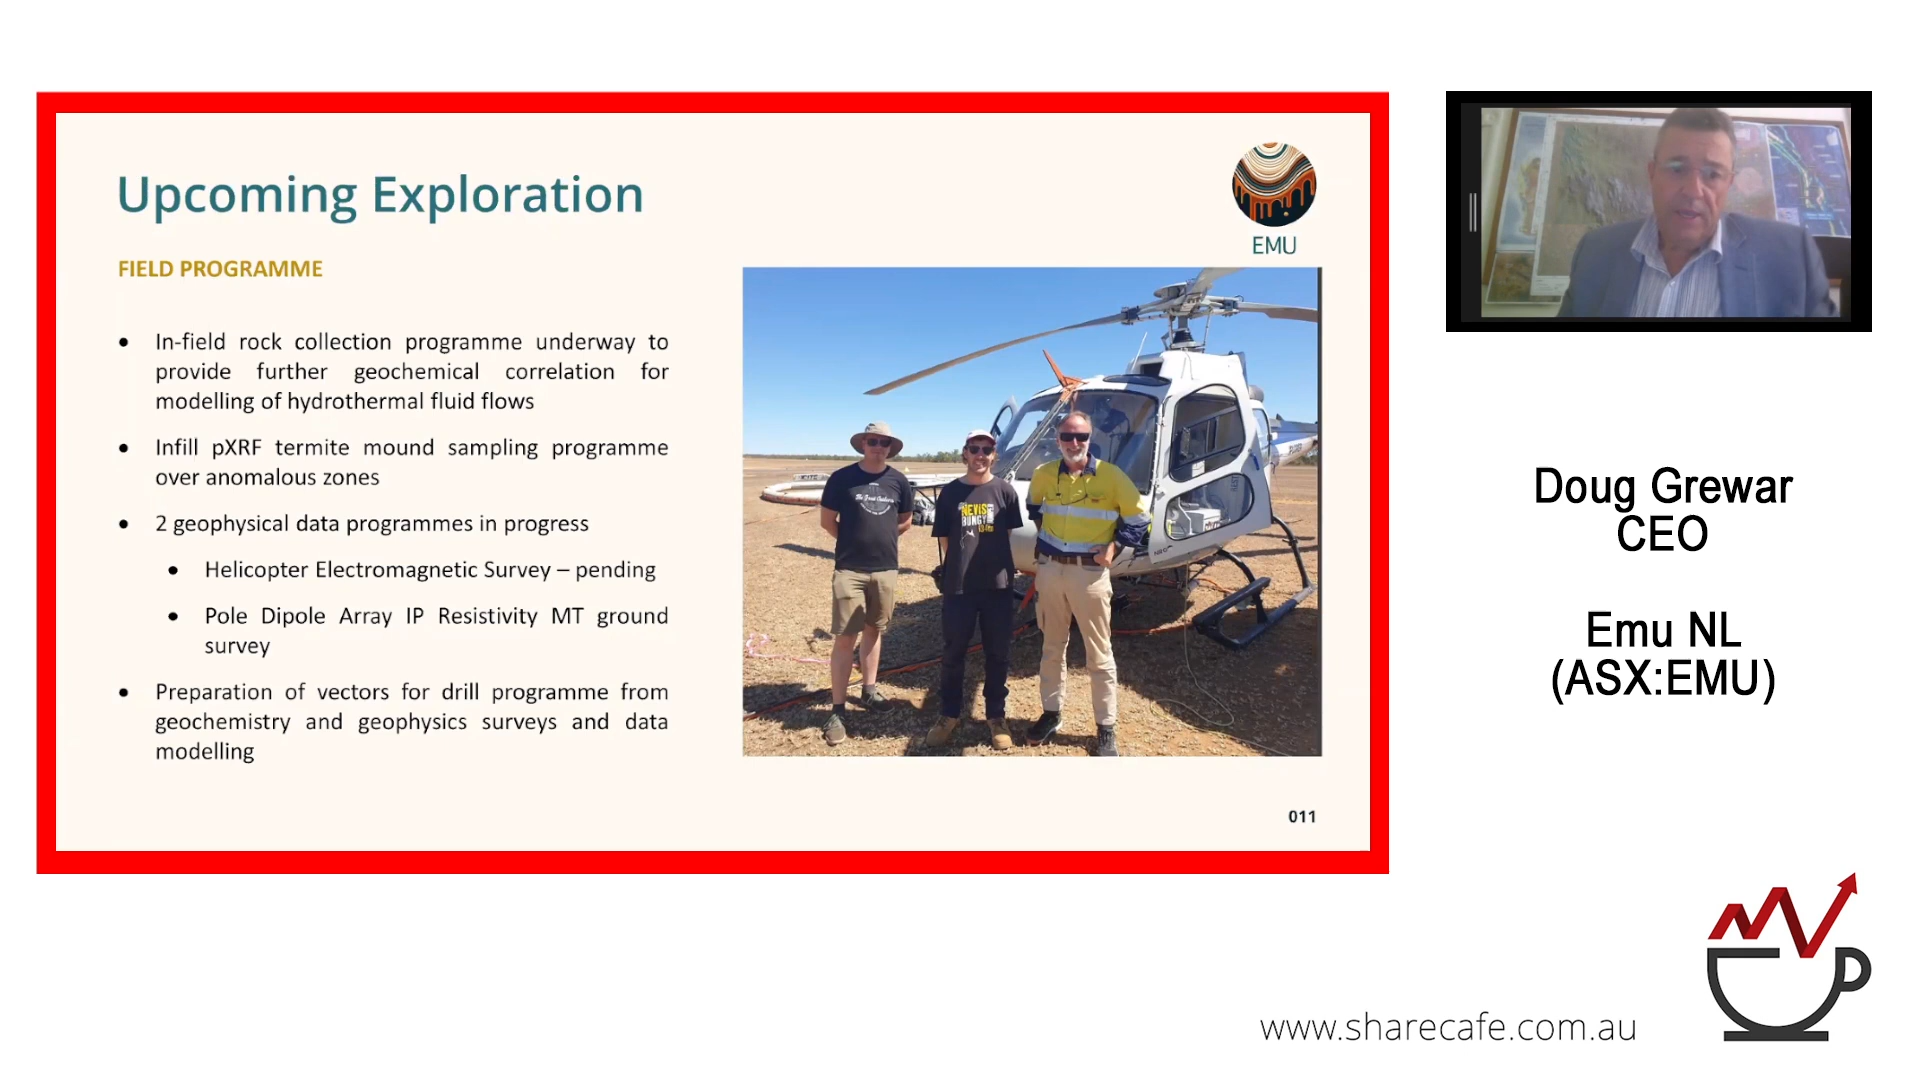 Upcoming Exploration
EMU
FIELD PROGRAMME
• In-field rock collection programme underway to
provide further geochemical correlation for
modelling of hydrothermal fluid flows
• Infill pXRF termite mound sampling programme
over anomalous zones
• 2 geophysical data programmes in progress
• Helicopter Electromagnetic Survey – pending
• Pole Dipole Array IP Resistivity MT ground
survey
• Preparation of vectors for drill programme from
geochemistry and geophysics surveys and data
modelling
NEVIS
011
Doug Grewar
CEO
Emu NL
(ASX:EMU)
www.sharecafe.com.au